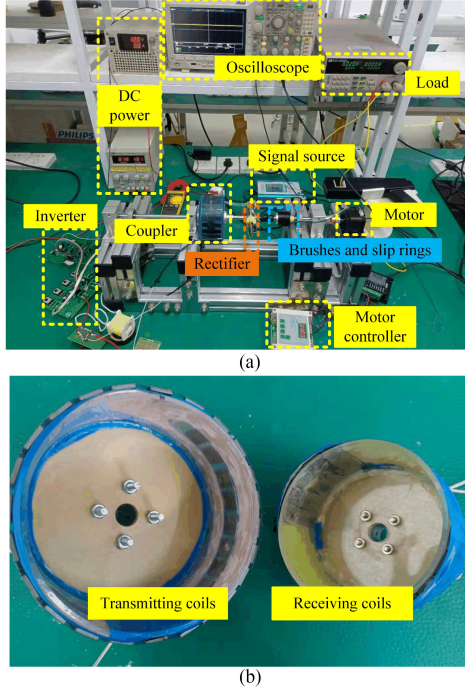 Oscilloscope
Load
DC
power
PHILIPS
Signal source
Inverter
Coupler
Motor
Rectifier
Brushes and slip rings
Motor
controller
(a)
Transmitting coils
Receiving coils
(b)